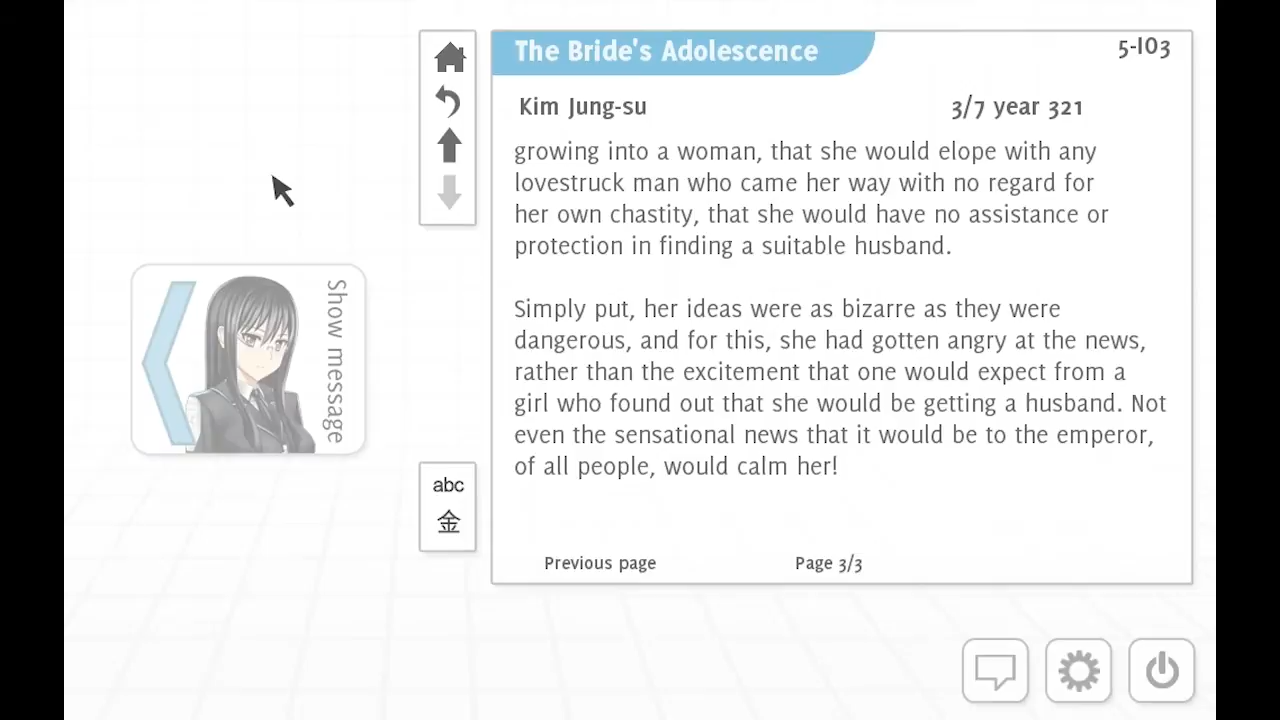 The Bride's Adolescence
5-103
Kim Jung-su
3/7 year 321
growing into a woman, that she would elope with any
lovestruck man who came her way with no regard for
her own chastity, that she would have no assistance or
protection in finding a suitable husband.
Simply put, her ideas were as bizarre as they were
dangerous, and for this, she had gotten angry at the news,
rather than the excitement that one would expect from a
girl who found out that she would be getting a husband. Not
even the sensational news that it would be to the emperor,
of all people, would calm her!
Previous page
Page 3/3
Show message
abc
金